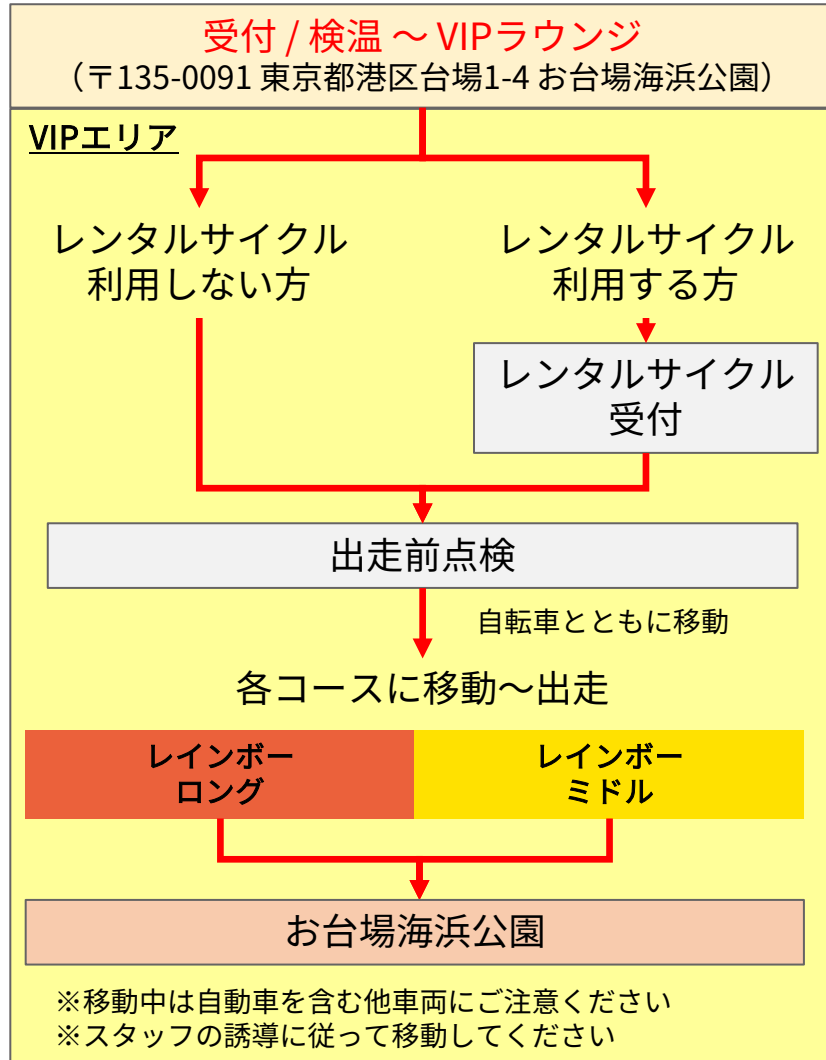 受付 / 検温 ～ VIPラウンジ
（〒135-0091 東京都港区台場1-4 お台場海浜公園）
VIPエリア
レンタルサイクル
利用しない方
レンタルサイクル
利用する方
レンタルサイクル
受付
出走前点検
自転車とともに移動
各コースに移動～出走
レインボー
ロング
レインボー
ミドル
お台場海浜公園
※移動中は自動車を含む他車両にご注意ください
※スタッフの誘導に従って移動してください